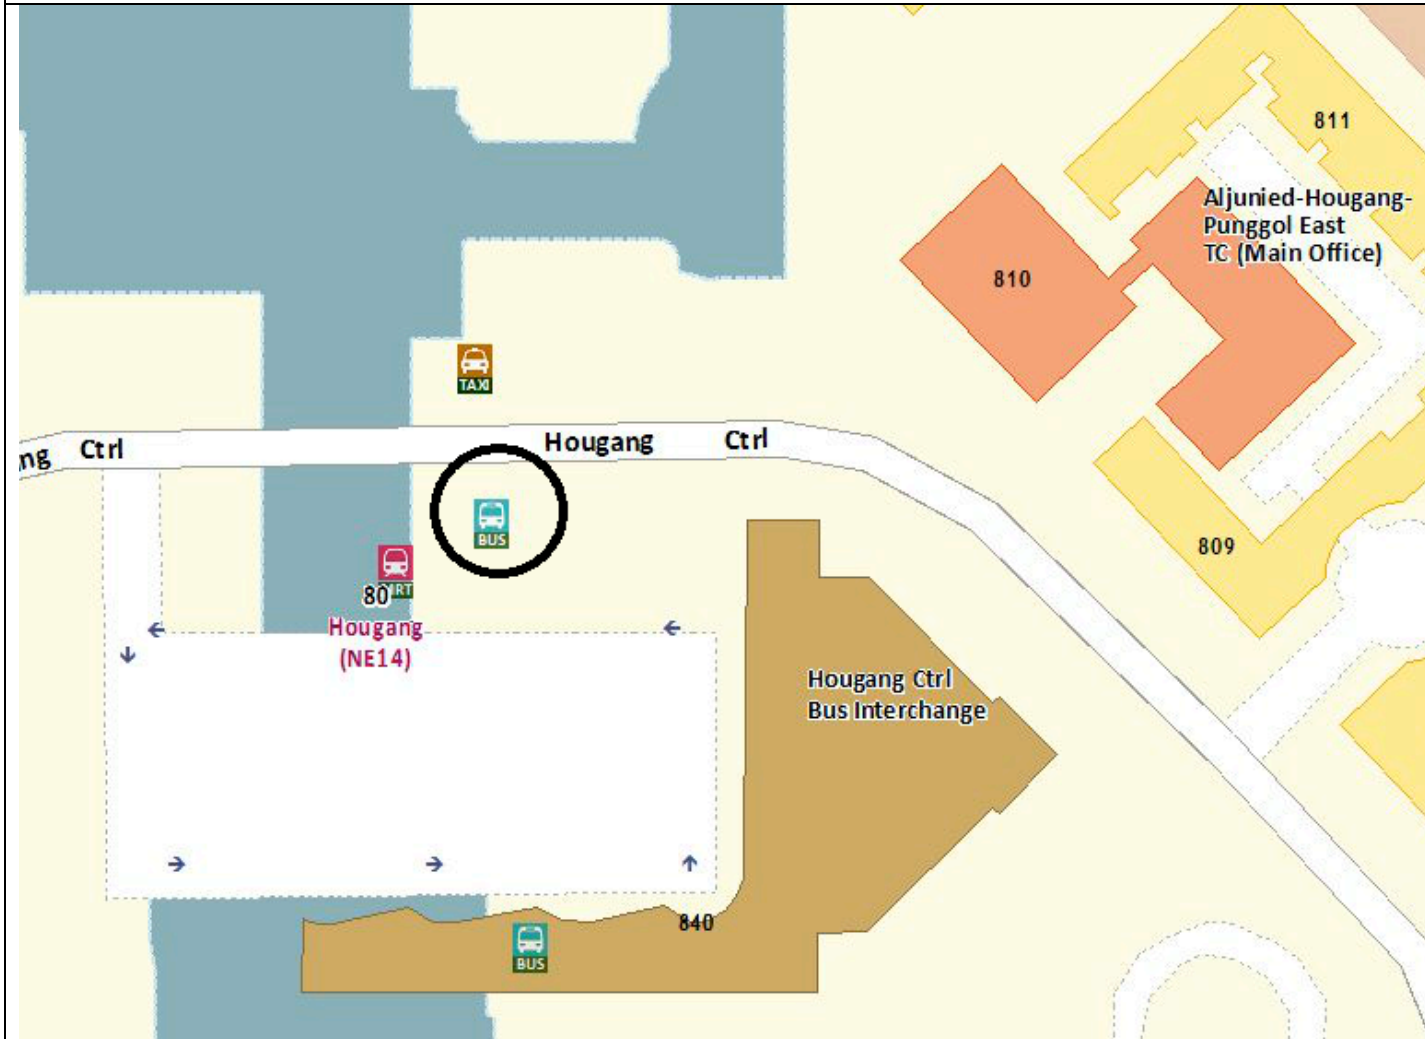 811
Aljunied-Hougang-
Punggol East
TC (Main Office)
810
TAXI
Hougang Ctrl
Ctrl
BUS
809
80
Hougang
(NE14)
Hougang Ctrl
Bus Interchange
840
BUS